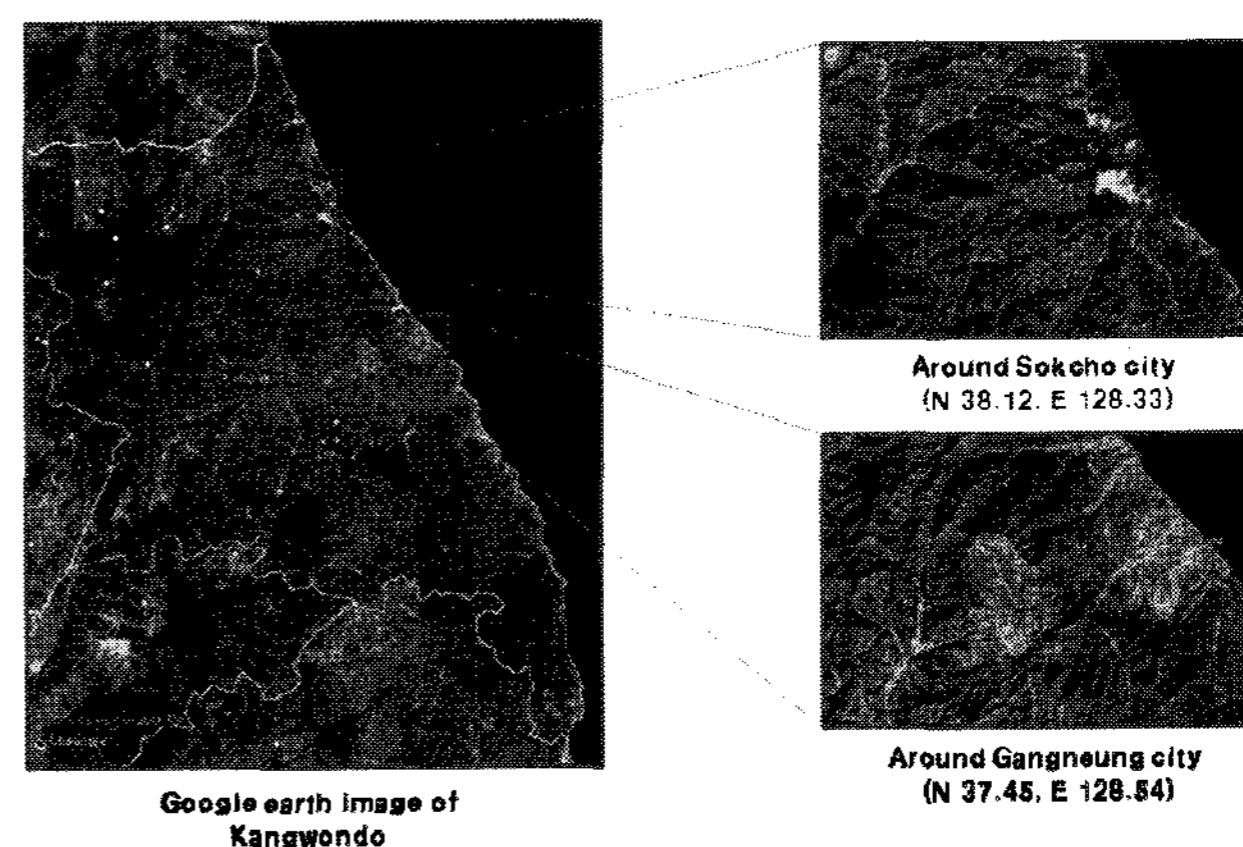 Around Sokcho city
(N 38.12. E 128.33)
Around Gangneung city
(N 37.45, E 128.54)
Google earth image of
Kangwondo